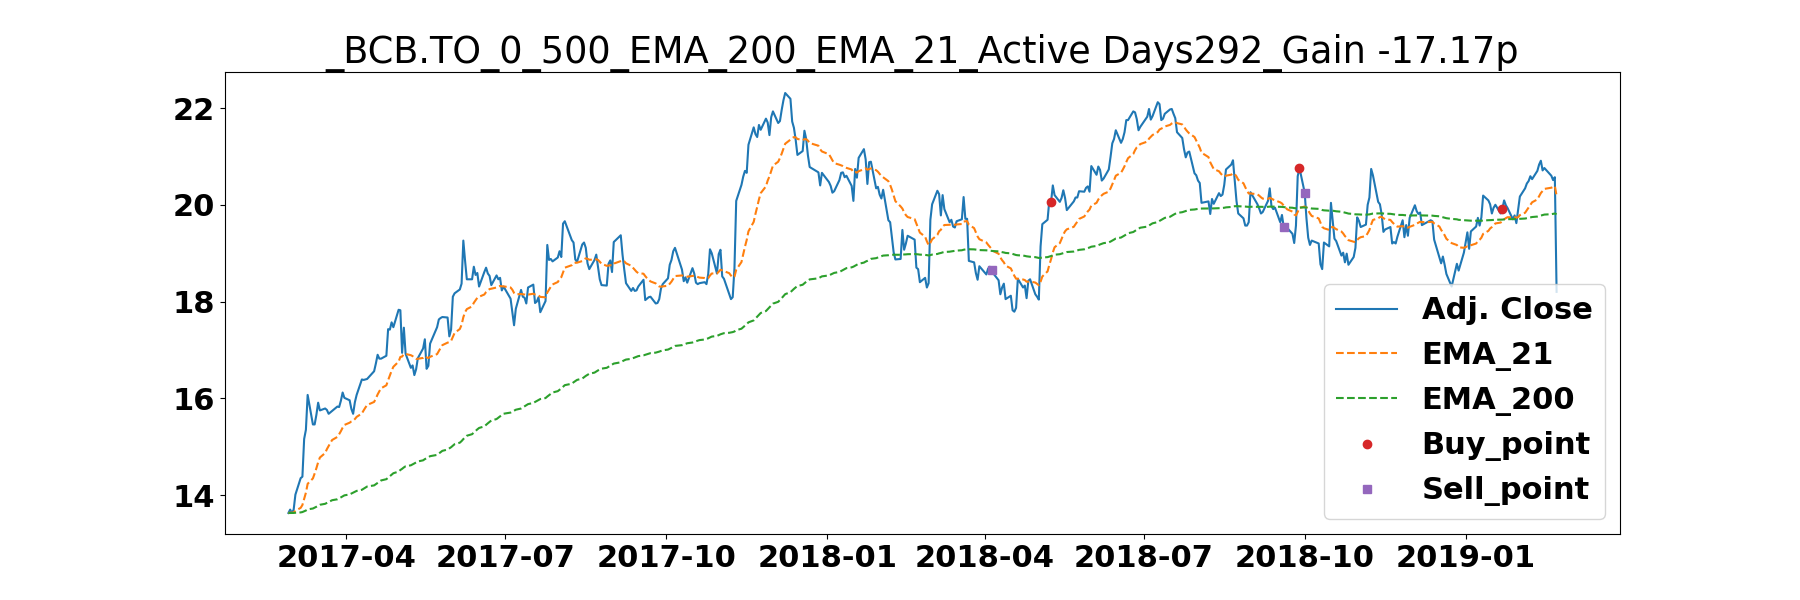 _BCB.TO_0_500_EMA_200_EMA_21_Active Days292_Gain -17.17p
22
20
18
16
14
Adj. Close
EMA_21
EMA_200
Buy_point
Sell_point
2017-04 2017-07 2017-10 2018-01 2018-04 2018-07 2018-10 2019-01